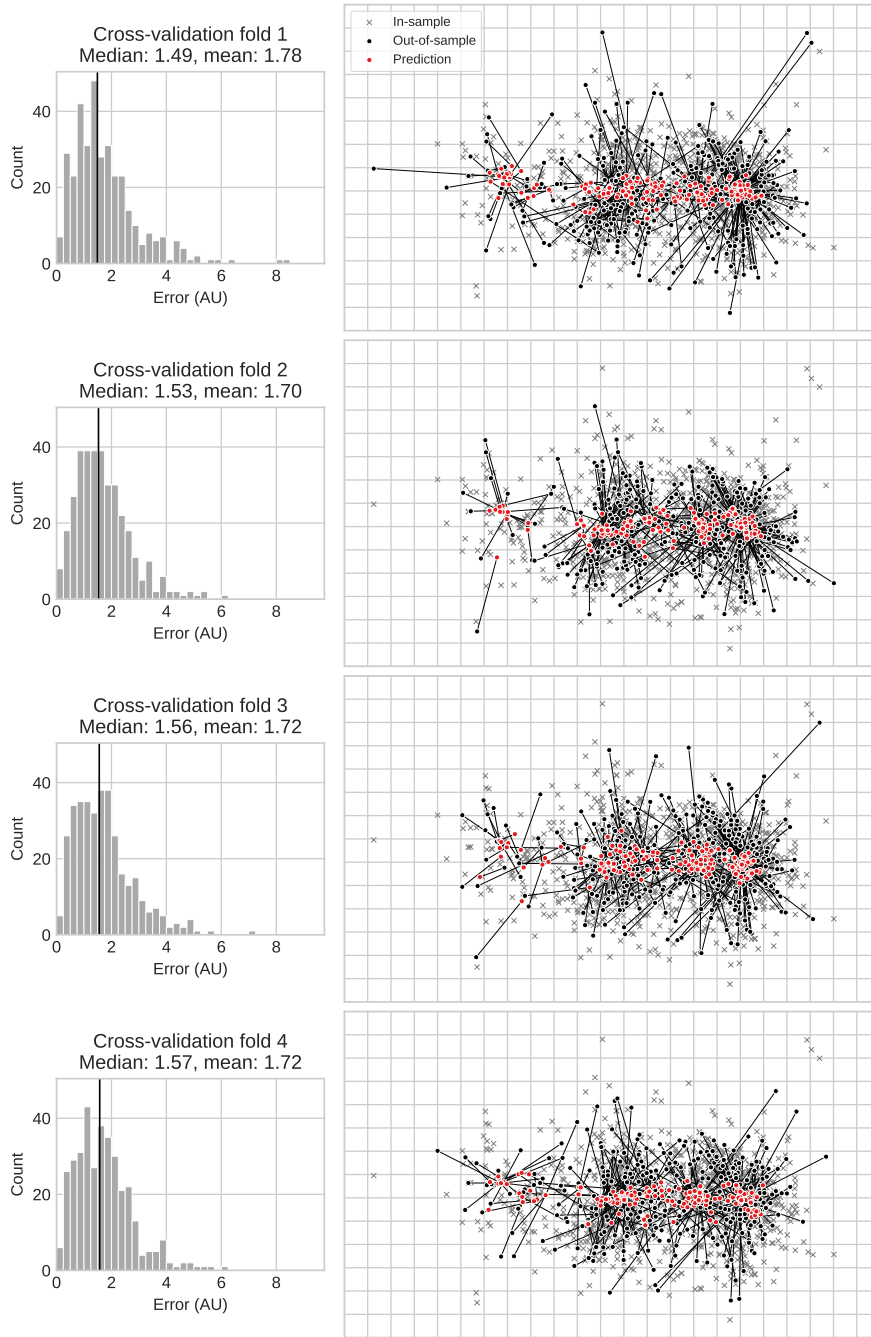 Cross-validation fold 1
Median: 1.49, mean: 1.78
Count
40
20
0
0 2 4 6 8
Error (AU)
In-sample
Out-of-sample
Prediction
Cross-validation fold 2
Median: 1.53, mean: 1.70
Count
40
20
0
0 2 4 6 8
Error (AU)
Cross-validation fold 3
Median: 1.56, mean: 1.72
Count
40
20
0
0 2 4 6 8
Error (AU)
Cross-validation fold 4
Median: 1.57, mean: 1.72
Count
40
20
0
0 2 4 6 8
Error (AU)